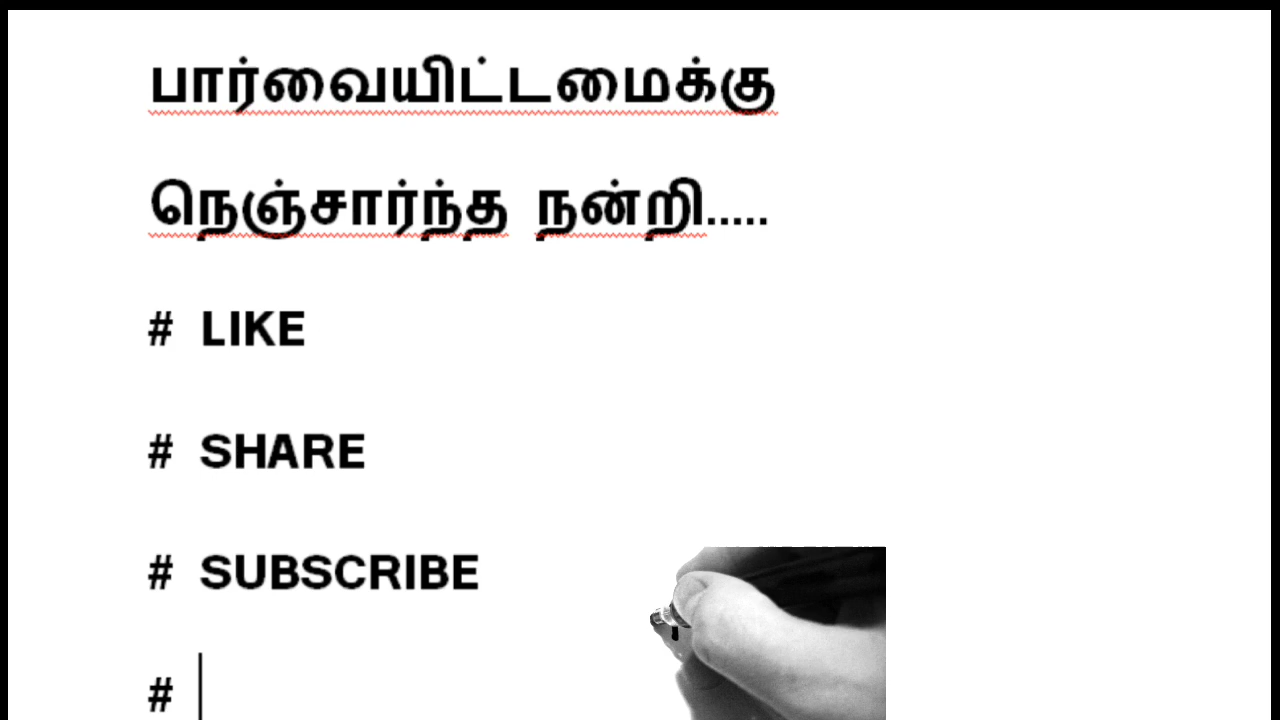 பார்வையிட்டமைக்கு
நெஞ்சார்ந்த நன்றி.....
# LIKE
# SHARE
# SUBSCRIBE
#